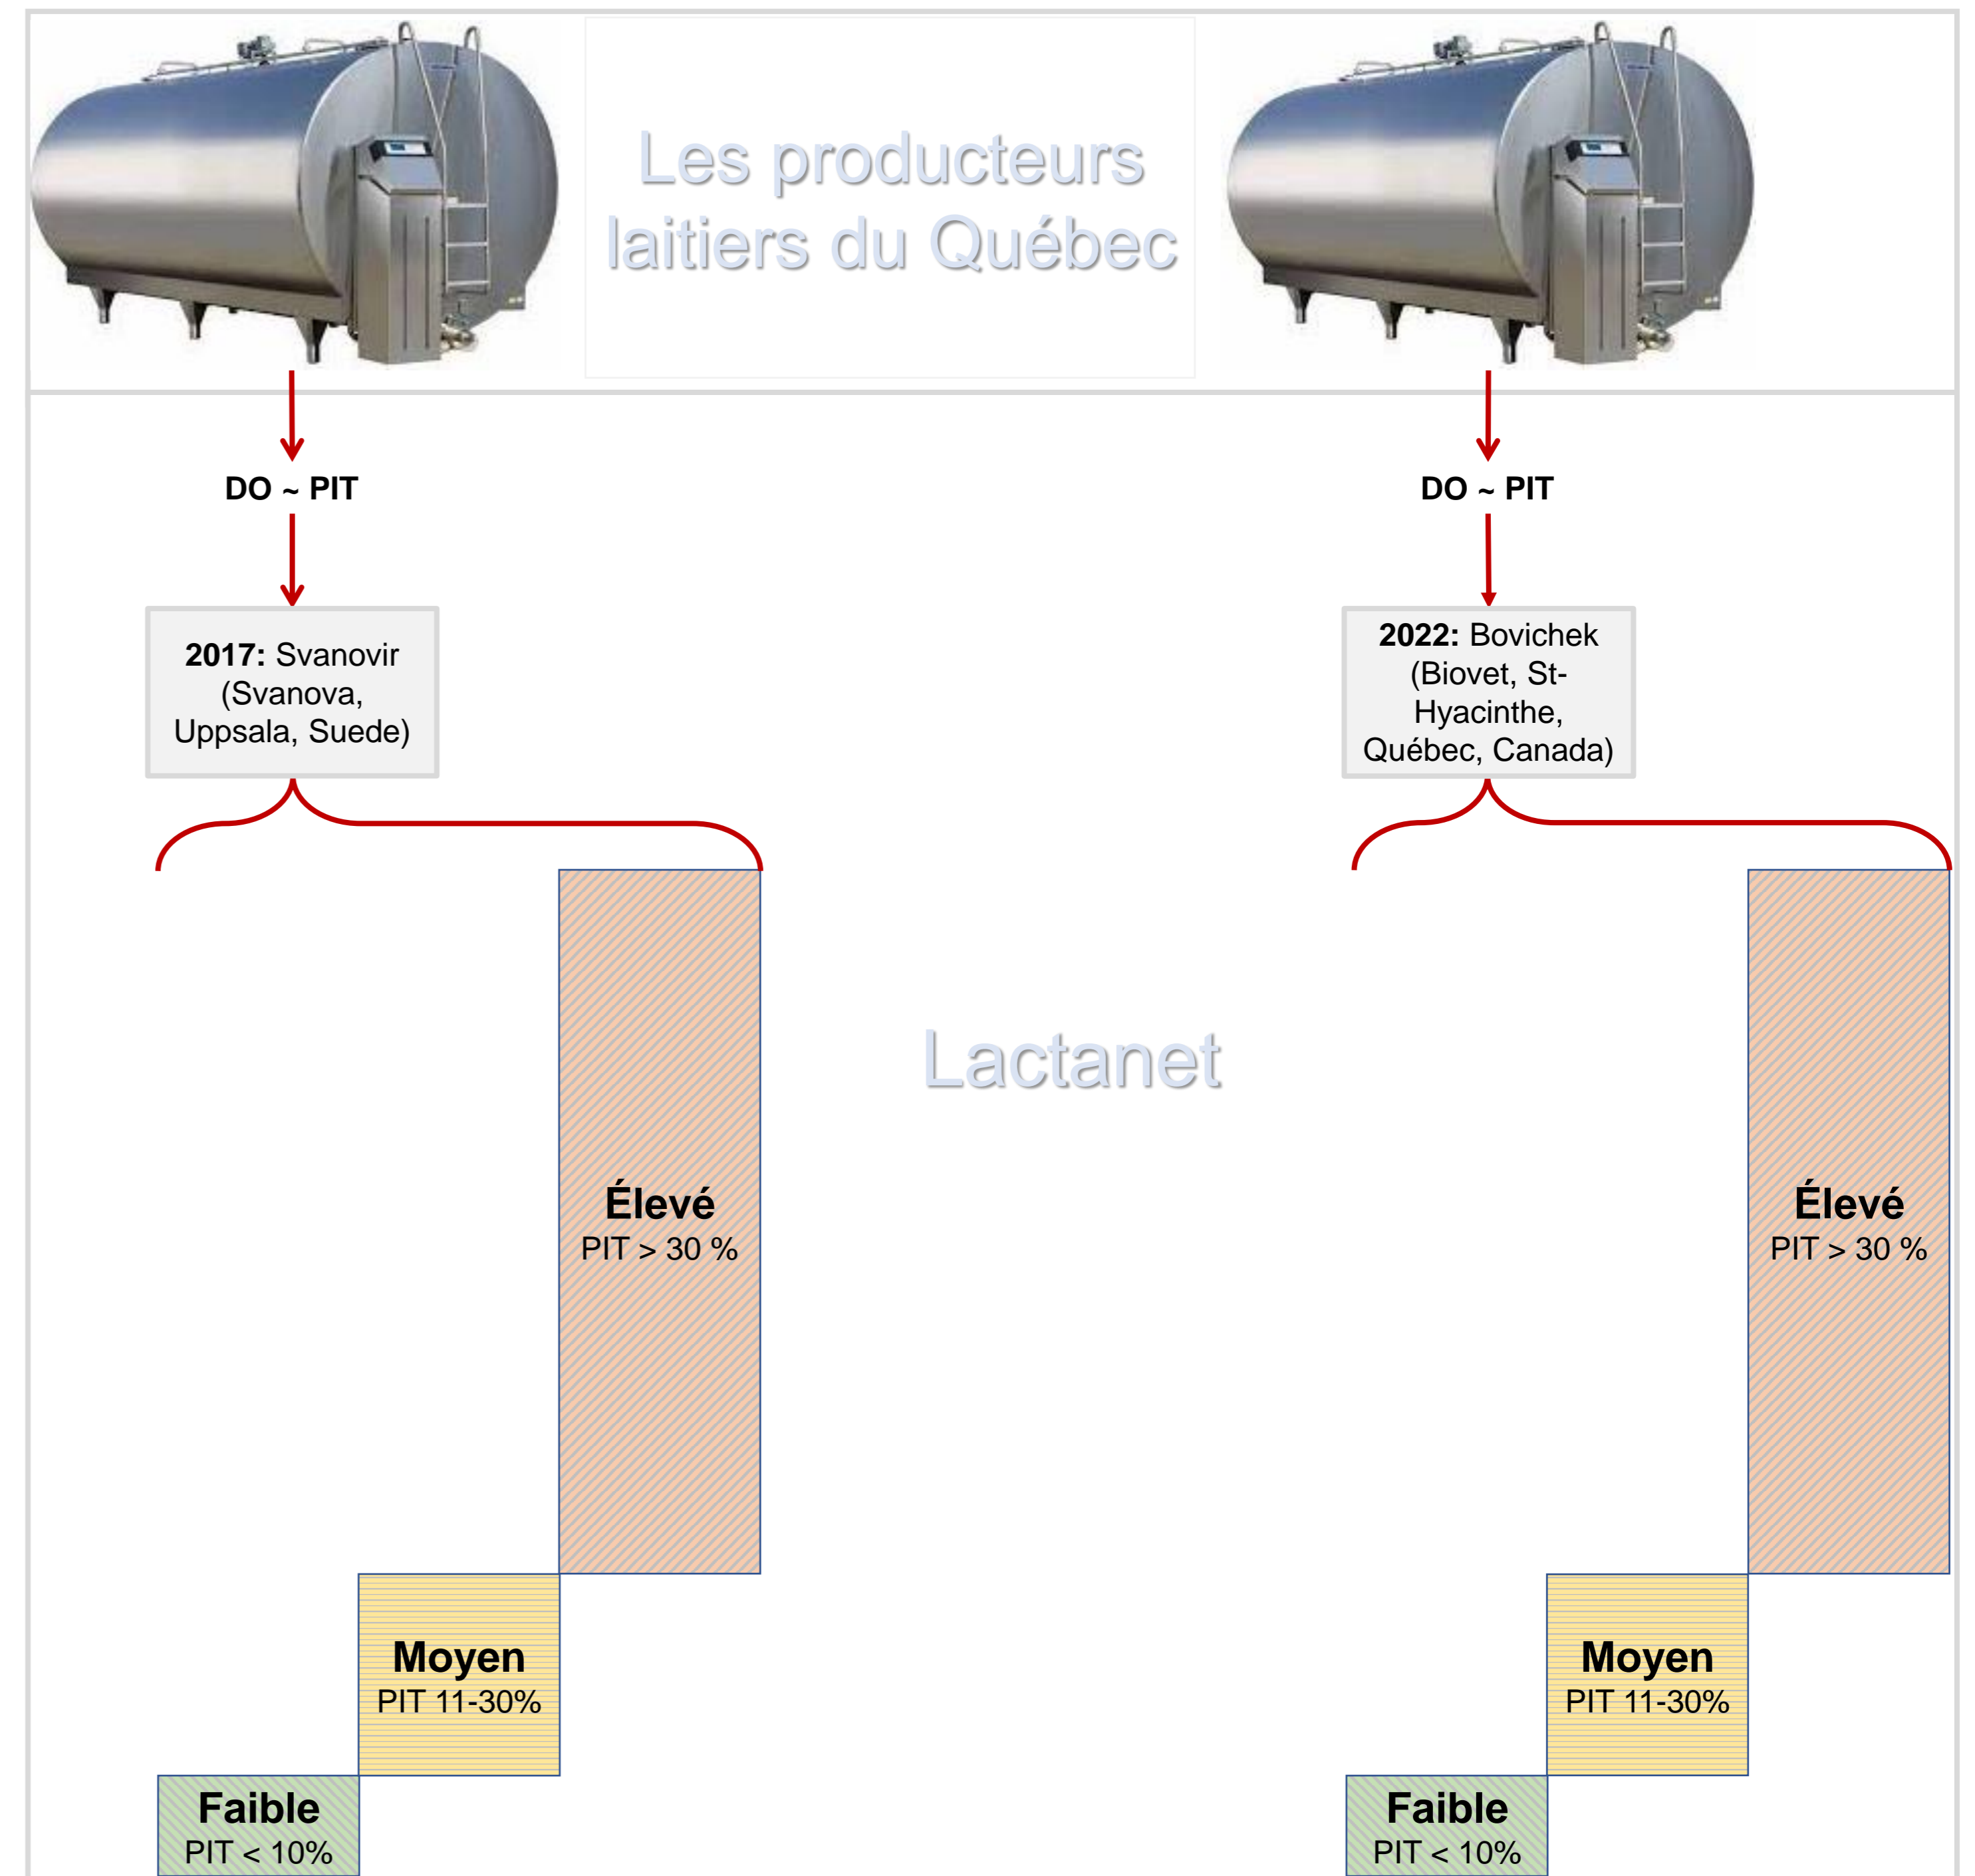 Les producteurs
laitiers du Québec
DO ~ PIT
DO ~ PIT
2017: Svanovir
(Svanova,
Uppsala, Suede)
2022: Bovichek
(Biovet, St-
Hyacinthe,
Québec, Canada)
Lactanet
Élevé
PIT > 30 %
Élevé
PIT > 30 %
Moyen
PIT 11-30%
Moyen
PIT 11-30%
Faible
PIT < 10%
Faible
PIT < 10%